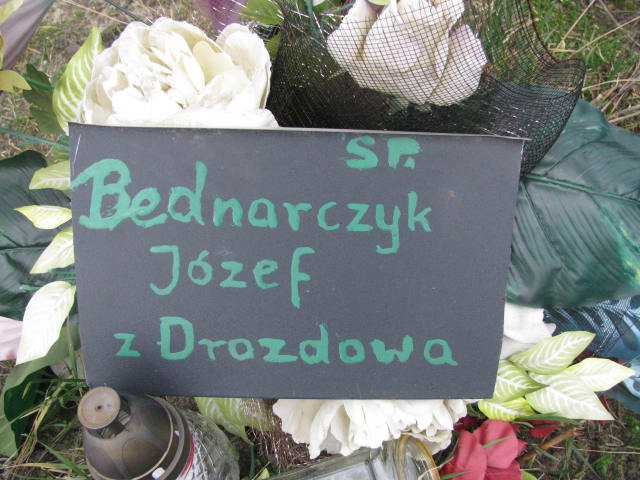 ŚP.
Bednarczyk
Józef
z Drozdowa